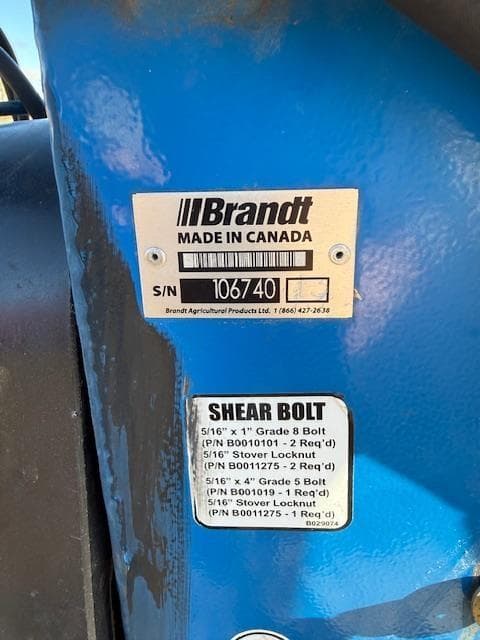 Brandt
MADE IN CANADA
S/N 106740
Brandt Agricultural Products Ltd. 1 (866) 427-2638
SHEAR BOLT
5/16" x 1" Grade 8 Bolt
(P/N B0010101 - 2 Req'd)
5/16" Stover Locknut
(P/N B0011275 - 2 Req'd)
5/16" x 4" Grade 5 Bolt
(P/N B001019 - 1 Req'd)
5/16" Stover Locknut
(P/N B0011275 - 1 Req'd)
B029074